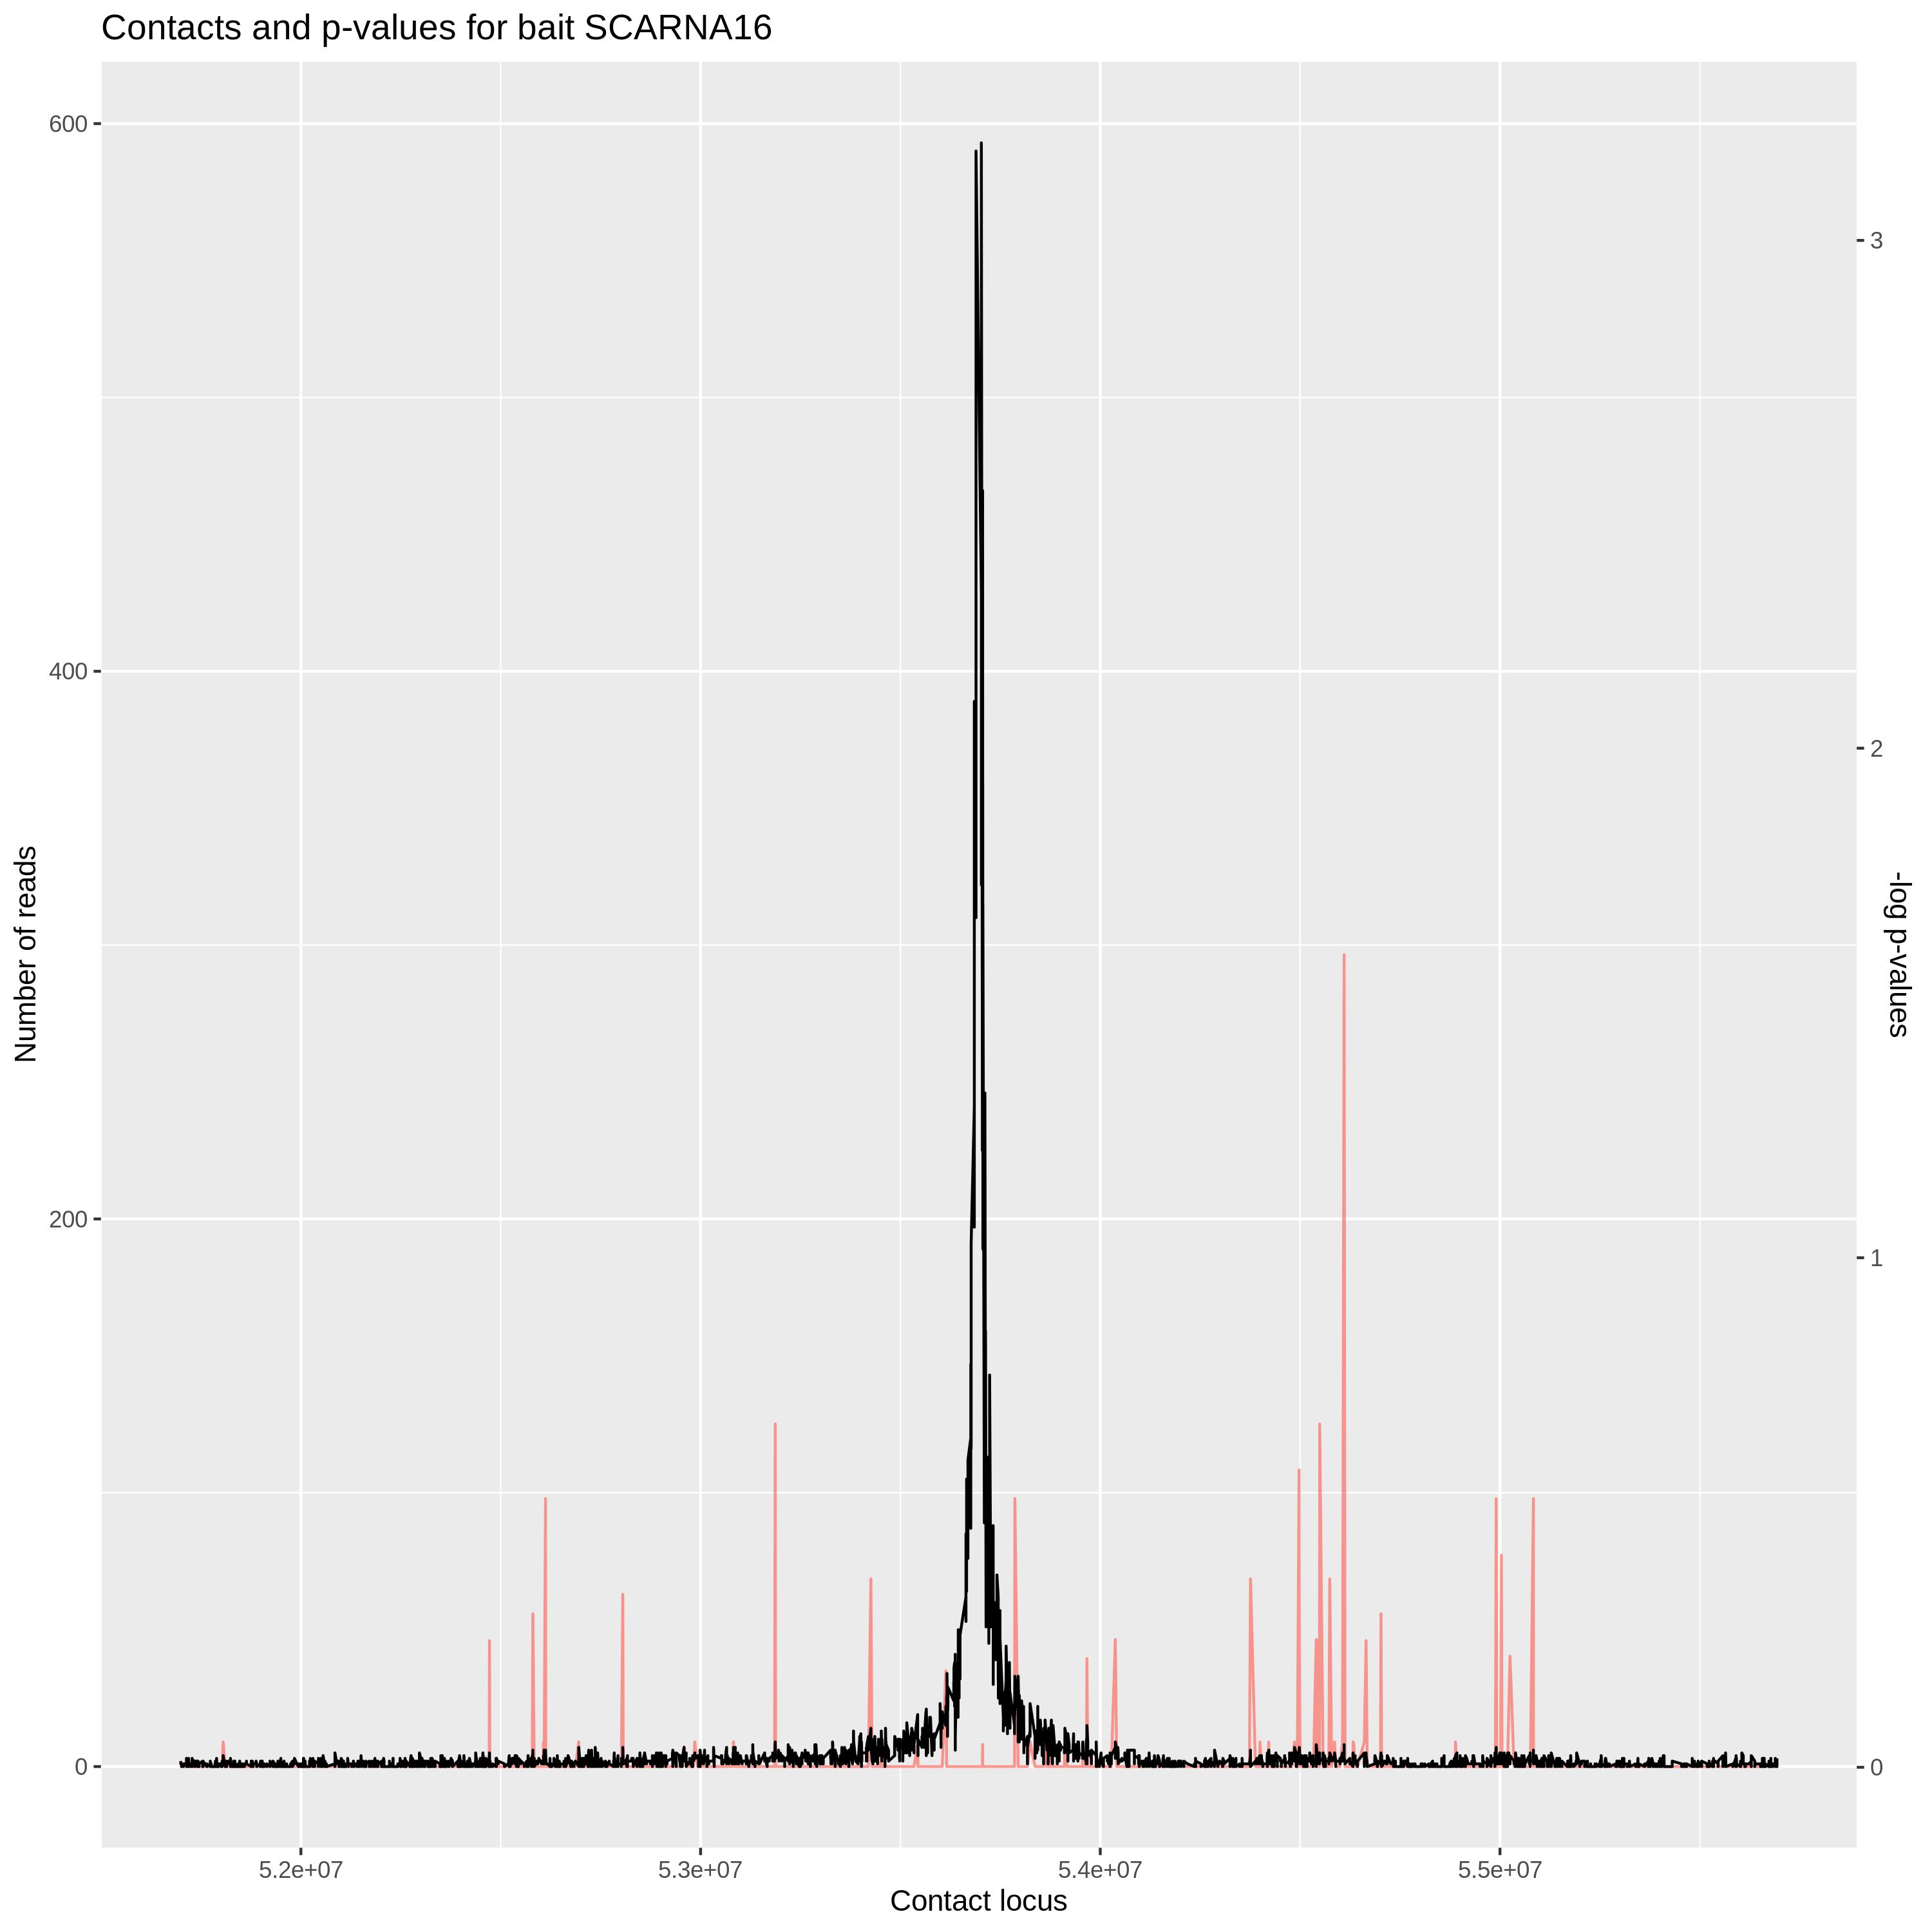 Contacts and p-values for bait SCARNA16
600
400
200
0
Number of reads
3
2
1
0
-log p-values
5.2e+07
5.3e+07
5.4e+07
5.5e+07
Contact locus